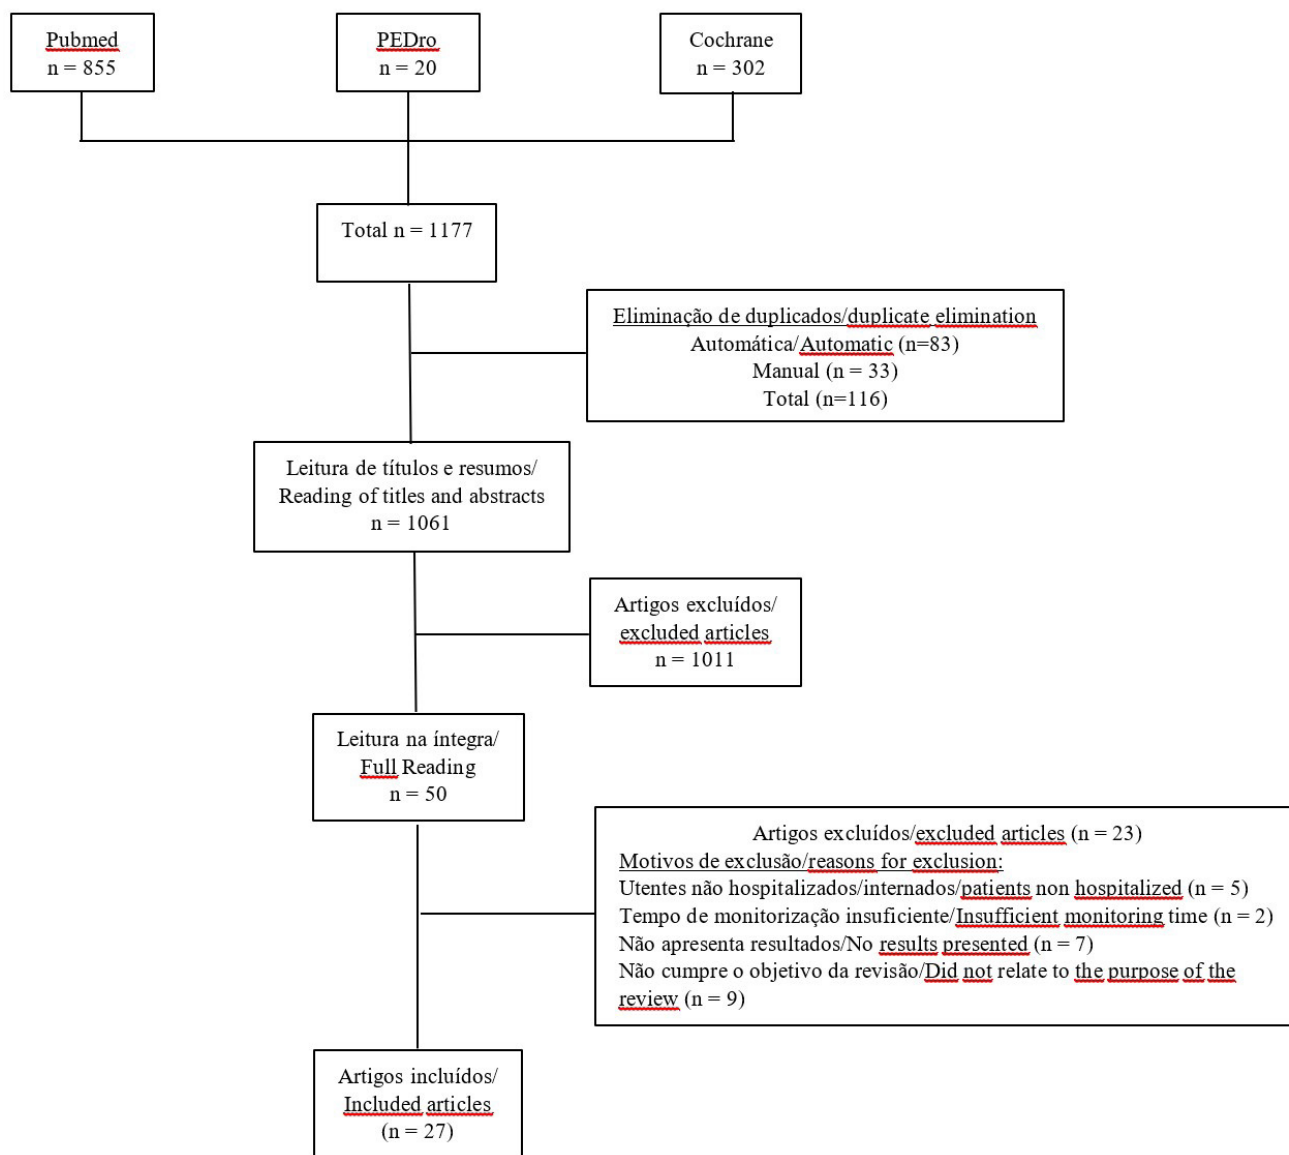 Pubmed
n = 855
PEDro
n = 20
Cochrane
n = 302
Total n = 1177
Eliminação de duplicados/duplicate elimination
Automática/Automatic (n=83)
Manual (n = 33)
Total (n=116)
Leitura de títulos e resumos/
Reading of titles and abstracts
n = 1061
Artigos excluídos/
excluded articles
n = 1011
Leitura na íntegra/
Full Reading
n = 50
Artigos excluídos/excluded articles (n = 23)
Motivos de exclusão/reasons for exclusion:
Utentes não hospitalizados/internados/patients non hospitalized (n = 5)
Tempo de monitorização insuficiente/Insufficient monitoring time (n = 2)
Não apresenta resultados/No results presented (n = 7)
Não cumpre o objetivo da revisão/Did not relate to the purpose of the
review (n = 9)
Artigos incluídos/
Included articles
(n = 27)